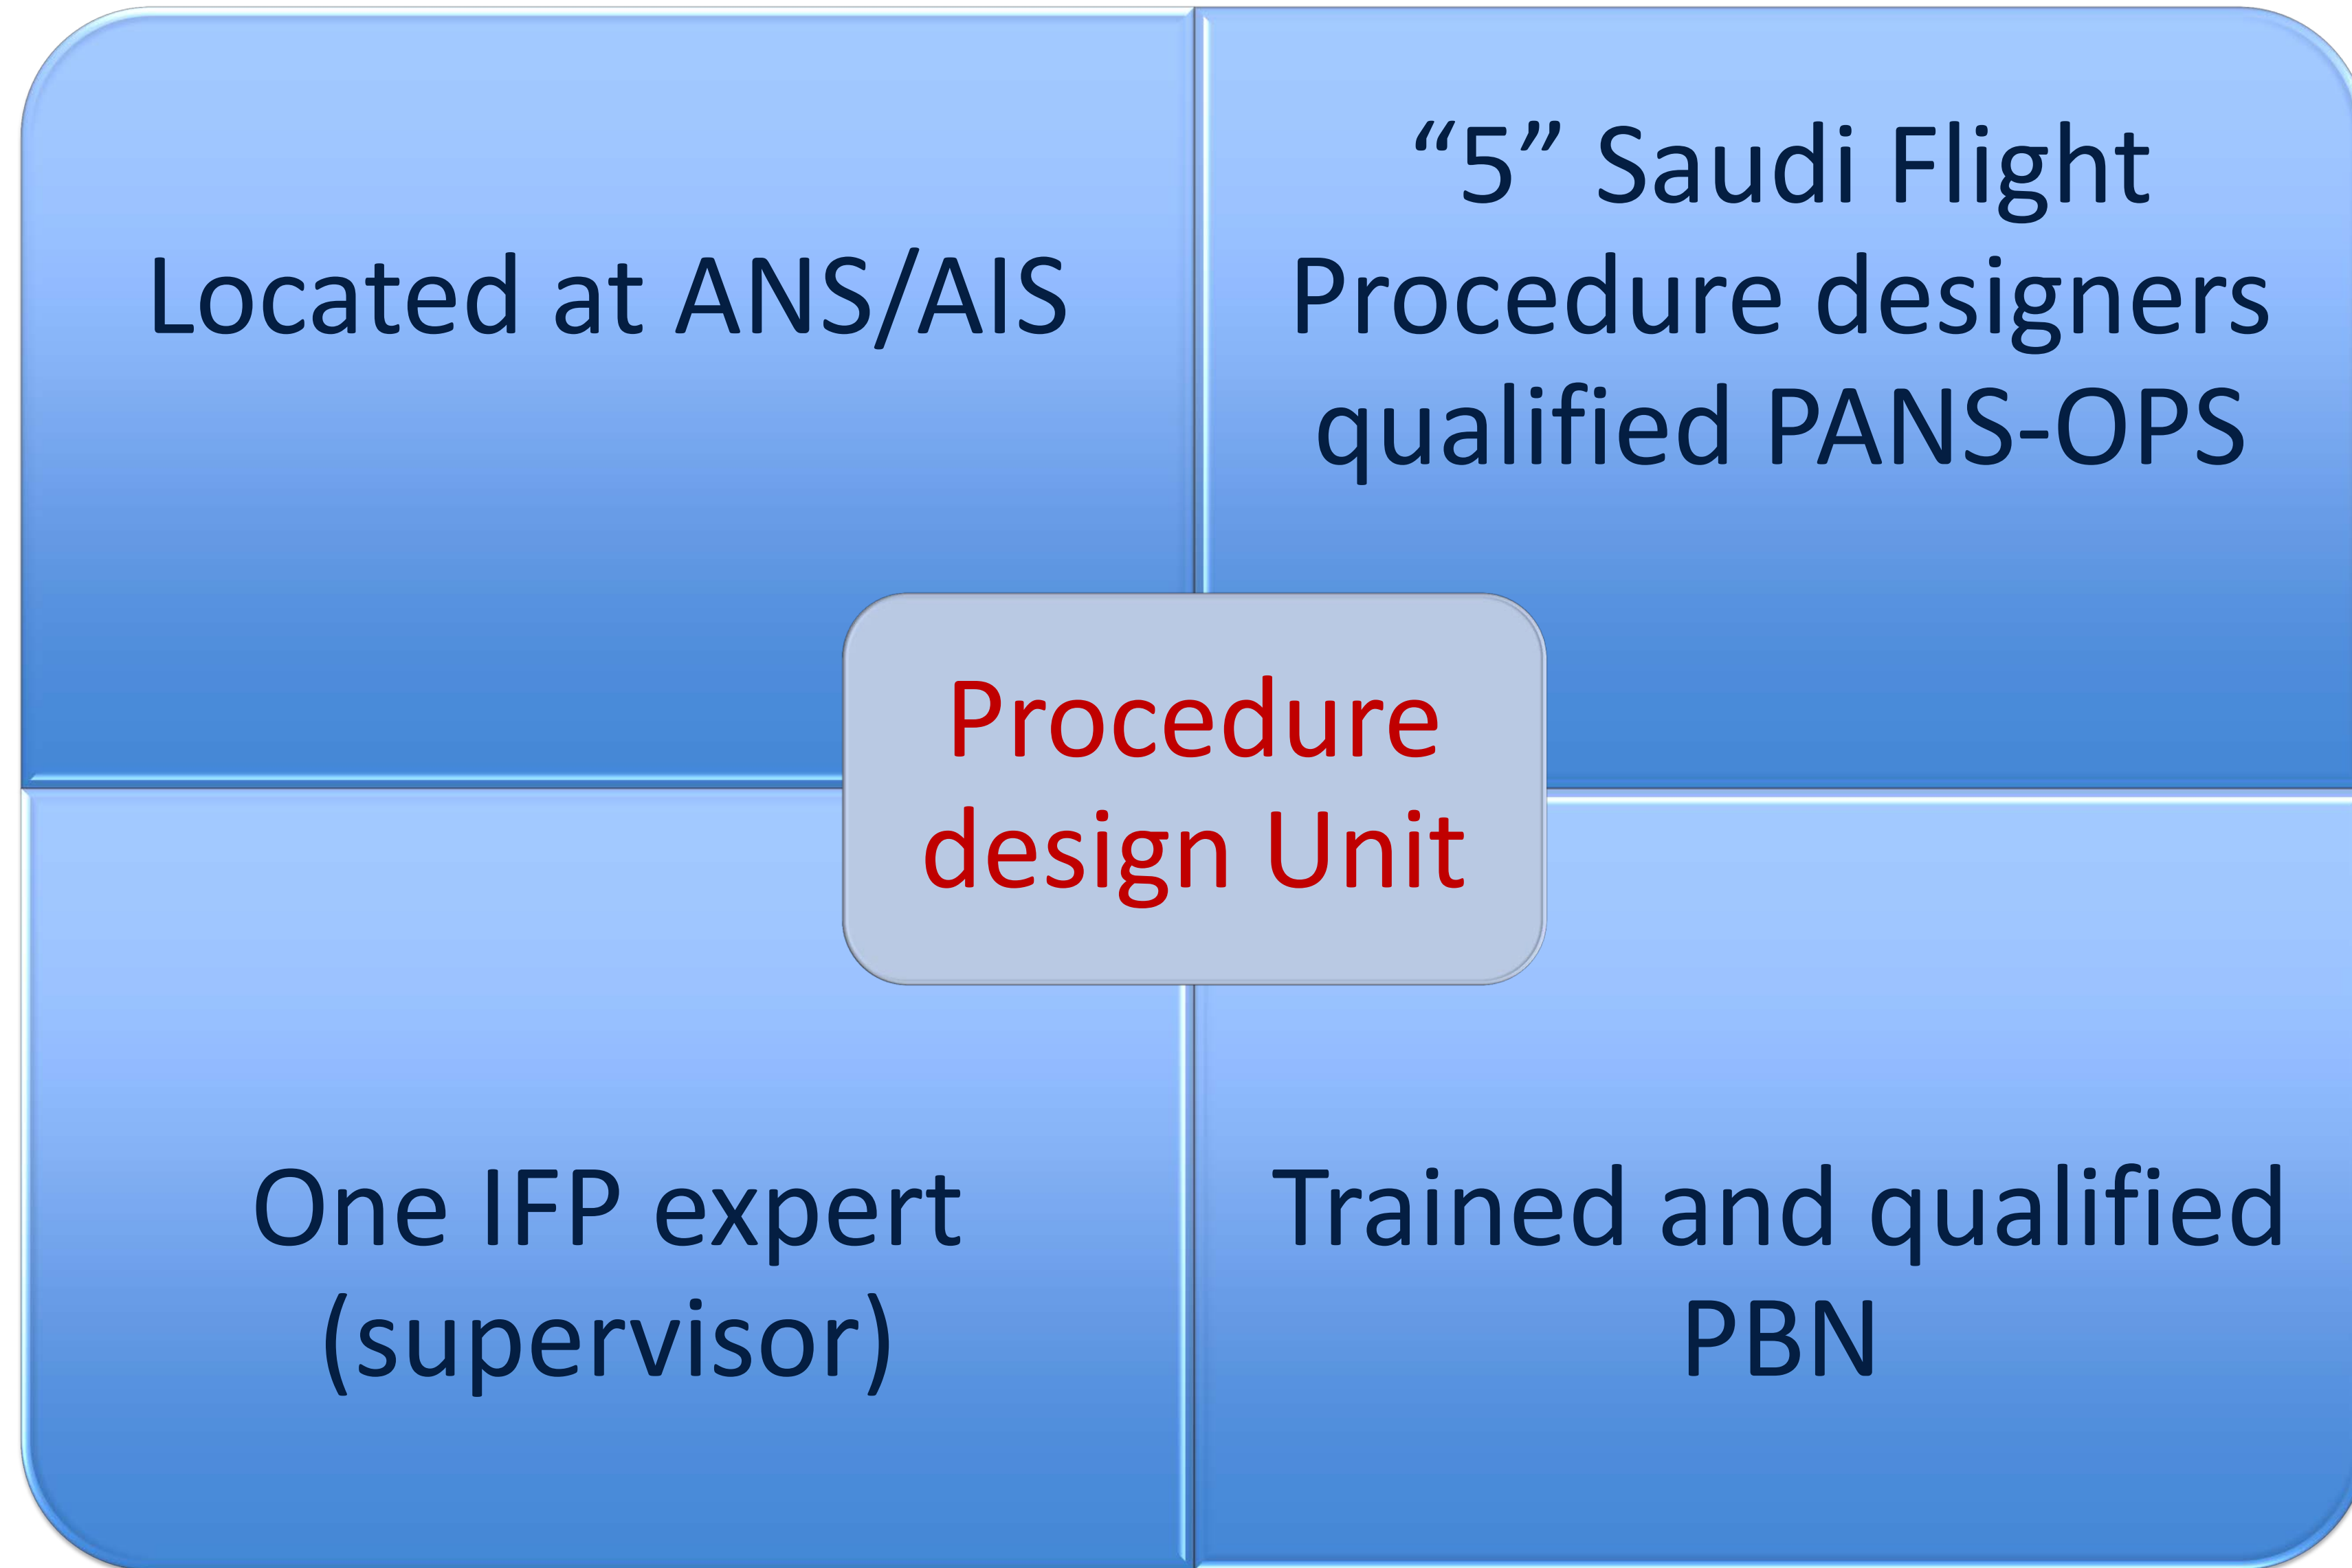 Located at ANS/AIS
“5” Saudi Flight
Procedure designers
qualified PANS-OPS
Procedure
design Unit
One IFP expert
(supervisor)
Trained and qualified
PBN